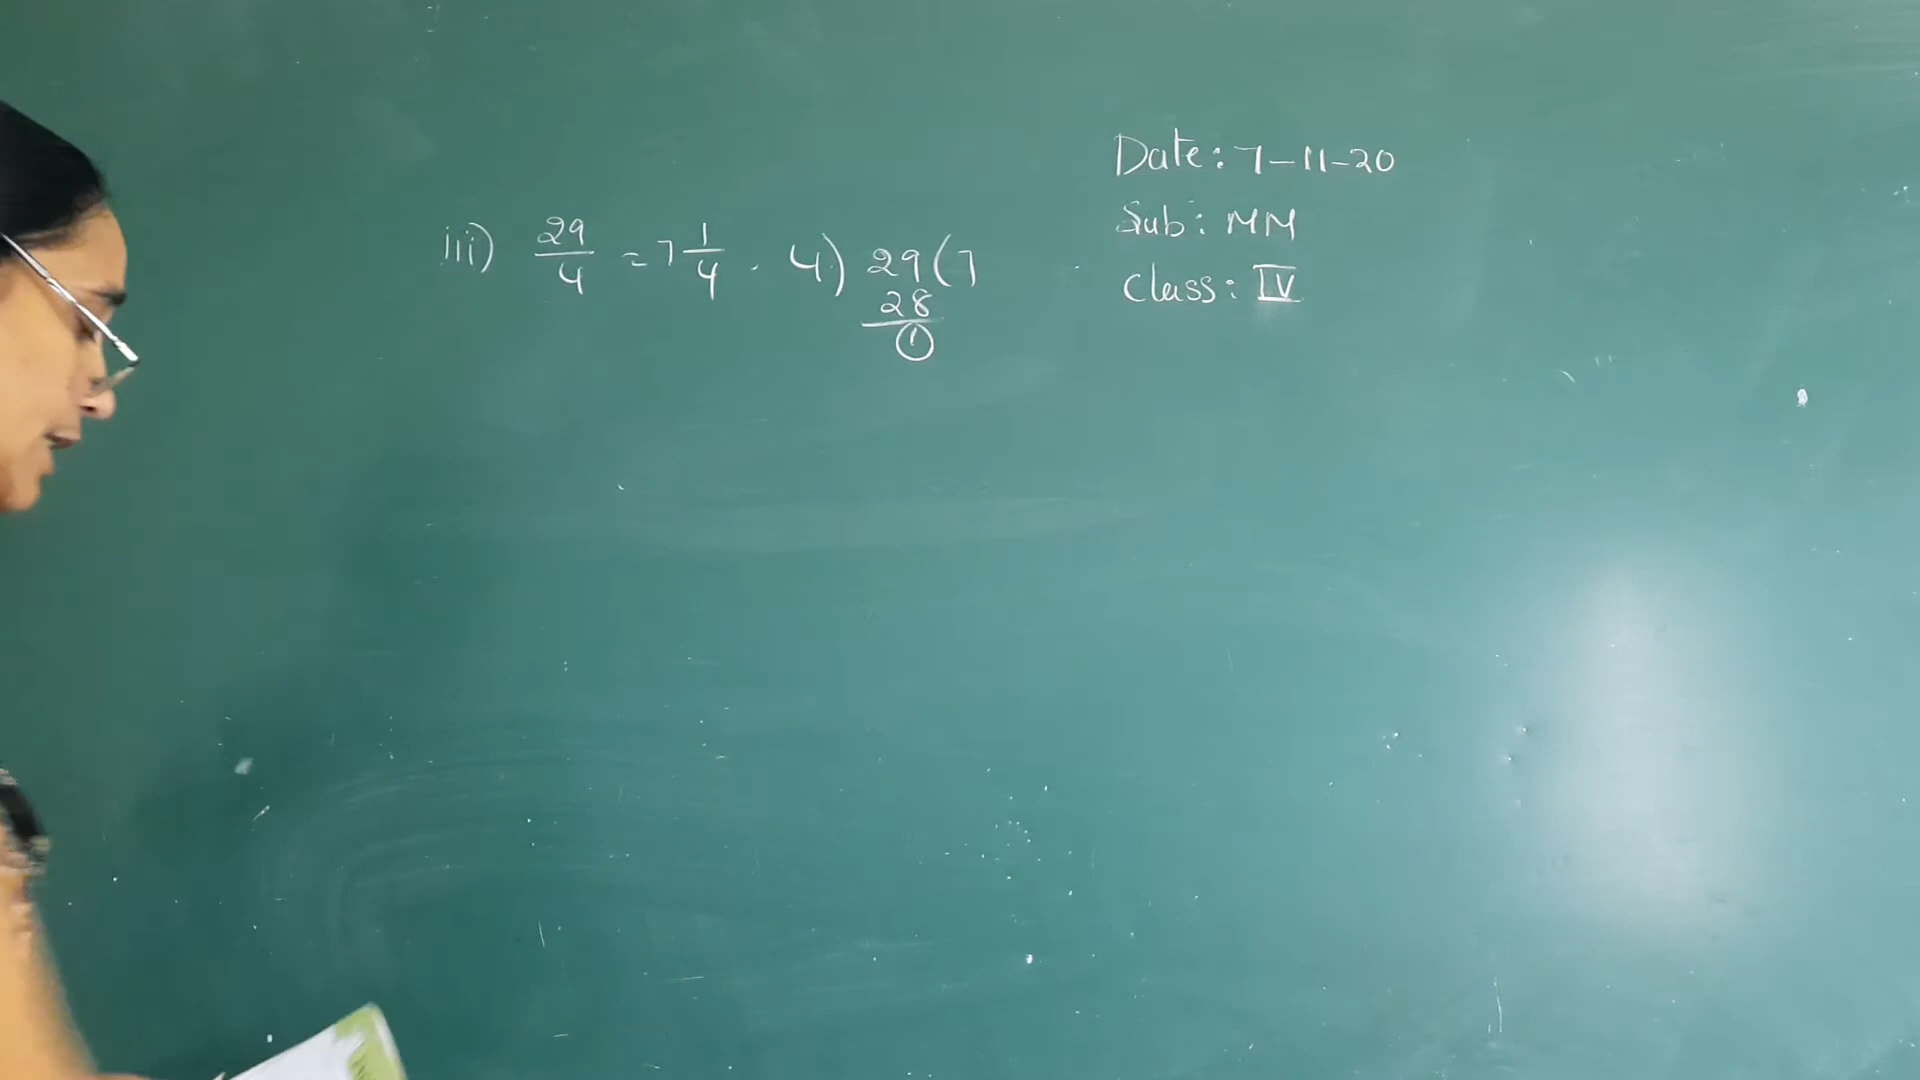 iii) 29/4 = 7 1/4 . 4) 29 (7
28
1
Date: 7-11-20
Sub: MM
Class: IV